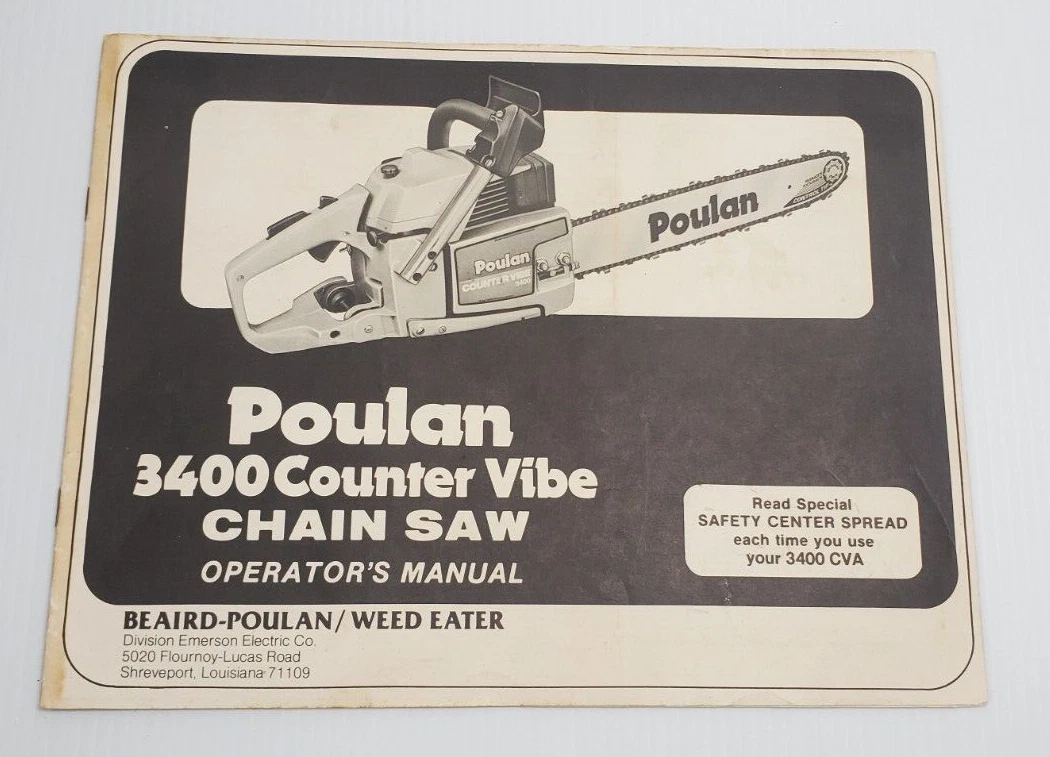 Poulan
Poulan
COUNTER VIBE
3400
CONTROL TIP
Poulan
3400 Counter Vibe
CHAIN SAW
OPERATOR'S MANUAL
Read Special
SAFETY CENTER SPREAD
each time you use
your 3400 CVA
BEAIRD-POULAN/WEED EATER
Division Emerson Electric Co.
5020 Flournoy-Lucas Road
Shreveport, Louisiana 71109